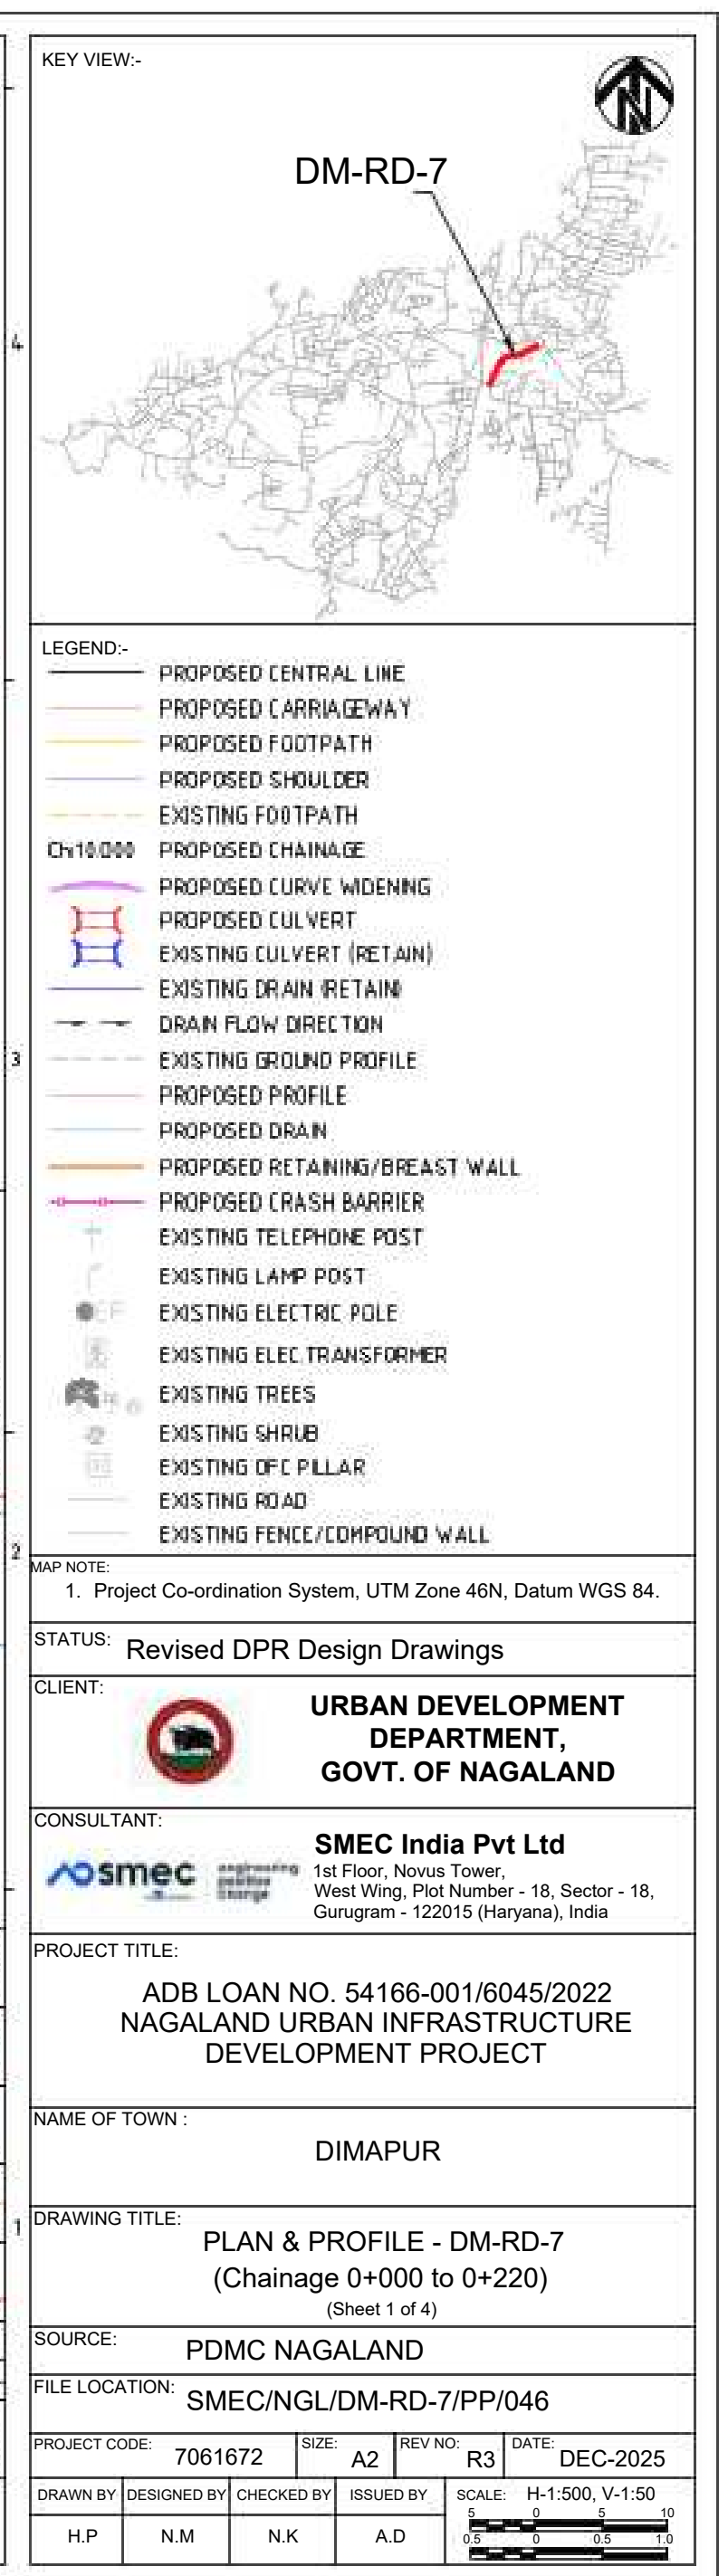 KEY VIEW:-
N
DM-RD-7
4
LEGEND:-
PROPOSED CENTRAL LINE
PROPOSED CARRIAGEWAY
PROPOSED FOOTPATH
PROPOSED SHOULDER
EXISTING FOOTPATH
Ch:10.000 PROPOSED CHAINAGE
PROPOSED CURVE WIDENING
PROPOSED CULVERT
EXISTING CULVERT (RETAIN)
EXISTING DRAIN (RETAIN)
DRAIN FLOW DIRECTION
3
EXISTING GROUND PROFILE
PROPOSED PROFILE
PROPOSED DRAIN
PROPOSED RETAINING/BREAST WALL
PROPOSED CRASH BARRIER
EXISTING TELEPHONE POST
EXISTING LAMP POST
EXISTING ELECTRIC POLE
EXISTING ELEC.TRANSFORMER
EXISTING TREES
EXISTING SHRUB
EXISTING OFC PILLAR
EXISTING ROAD
EXISTING FENCE/COMPOUND WALL
2
MAP NOTE:
1. Project Co-ordination System, UTM Zone 46N, Datum WGS 84.
STATUS: Revised DPR Design Drawings
CLIENT:
URBAN DEVELOPMENT
DEPARTMENT,
GOVT. OF NAGALAND
CONSULTANT:
smec engineering positive change
SMEC India Pvt Ltd
1st Floor, Novus Tower,
West Wing, Plot Number - 18, Sector - 18,
Gurugram - 122015 (Haryana), India
PROJECT TITLE:
ADB LOAN NO. 54166-001/6045/2022
NAGALAND URBAN INFRASTRUCTURE
DEVELOPMENT PROJECT
NAME OF TOWN :
DIMAPUR
1
DRAWING TITLE:
PLAN & PROFILE - DM-RD-7
(Chainage 0+000 to 0+220)
(Sheet 1 of 4)
SOURCE: PDMC NAGALAND
FILE LOCATION: SMEC/NGL/DM-RD-7/PP/046
PROJECT CODE: 7061672 SIZE: A2 REV NO: R3 DATE: DEC-2025
DRAWN BY DESIGNED BY CHECKED BY ISSUED BY SCALE: H-1:500, V-1:50
5 0 5 10
H.P N.M N.K A.D
0.5 0 0.5 1.0